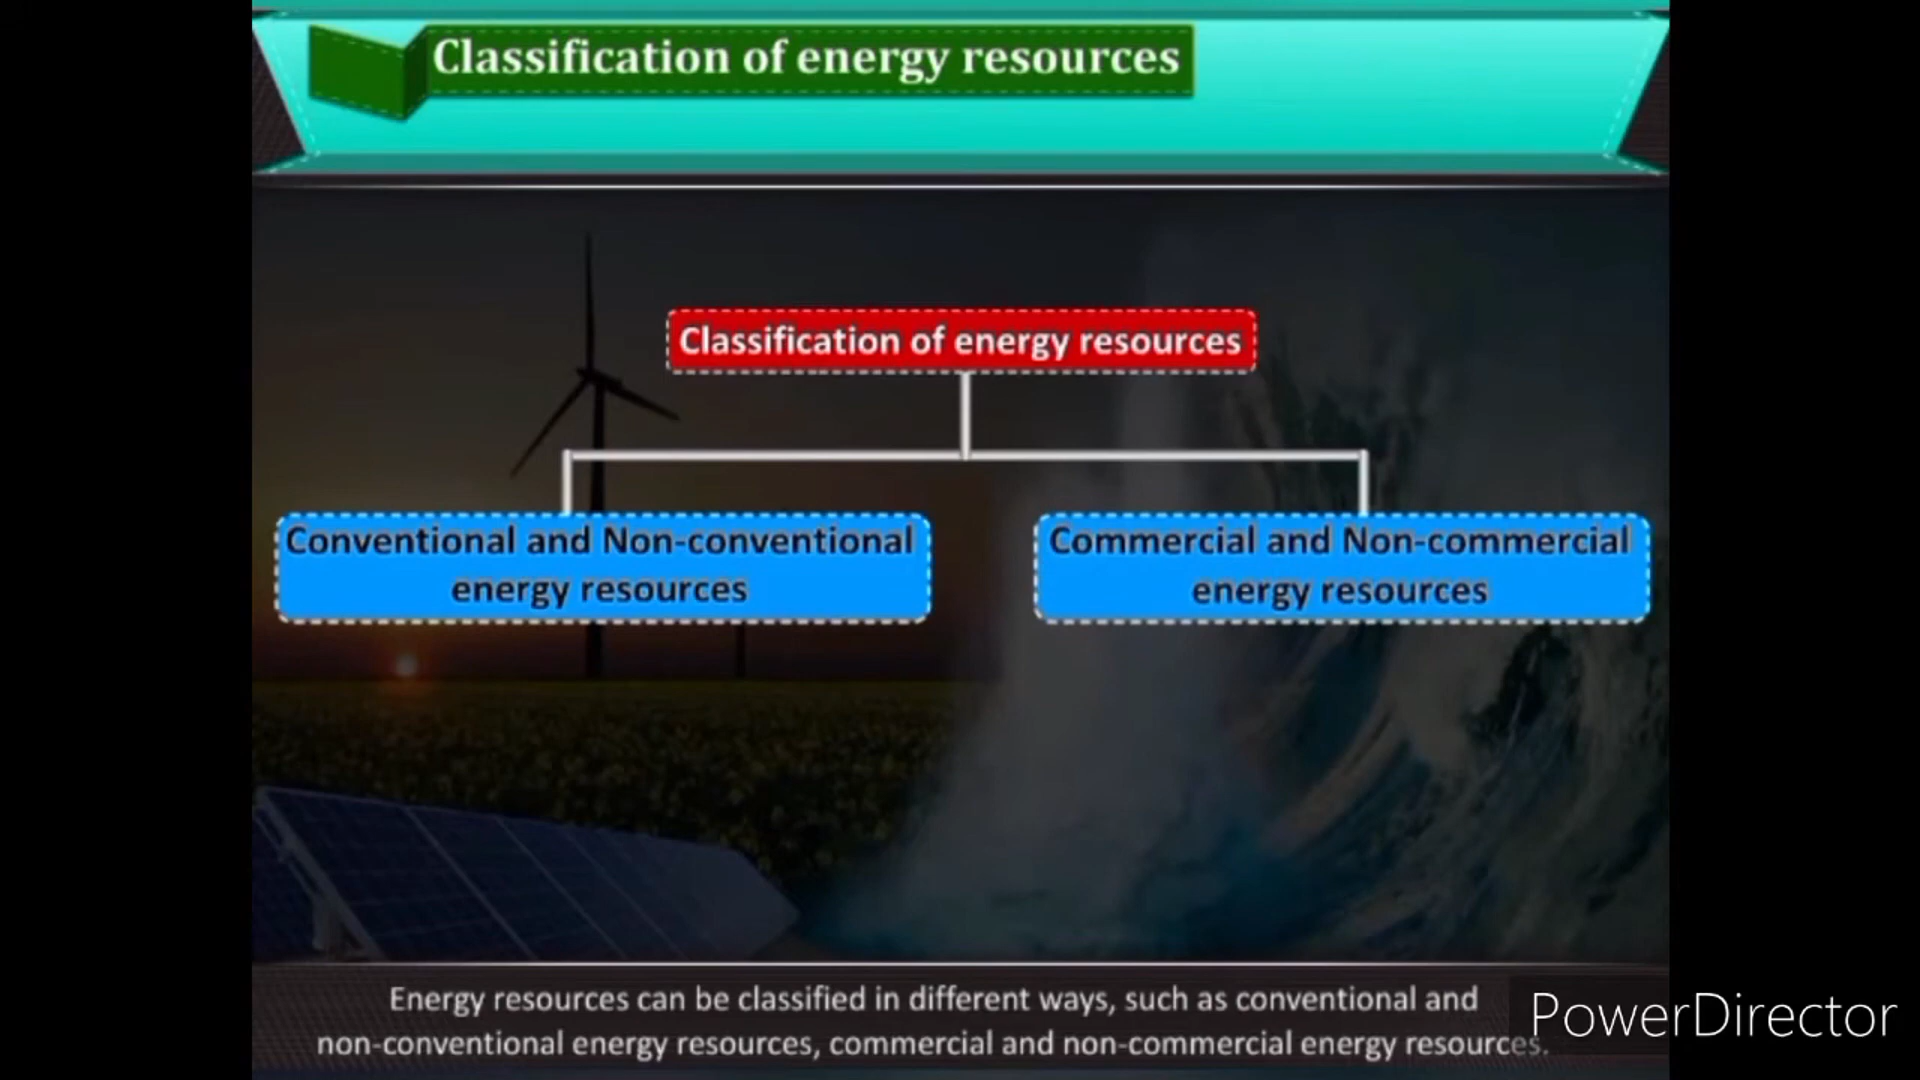 Classification of energy resources
Classification of energy resources
Conventional and Non-conventional
energy resources
Commercial and Non-commercial
energy resources
Energy resources can be classified in different ways, such as conventional and
non-conventional energy resources, commercial and non-commercial energy resources.
PowerDirector